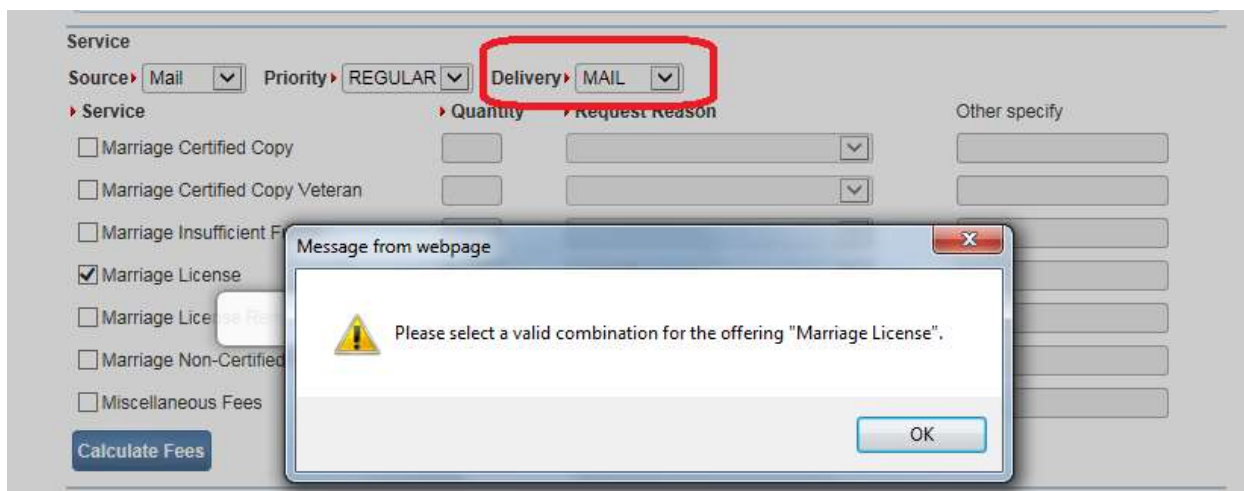 Service
Source Mail Priority REGULAR Delivery MAIL
Service Quantity Request Reason Other specify
Marriage Certified Copy
Marriage Certified Copy Veteran
Marriage Insufficient
Message from webpage
Marriage License
Please select a valid combination for the offering "Marriage License".
Marriage
Marriage Non-Certified
Miscellaneous Fees
OK
Calculate Fees